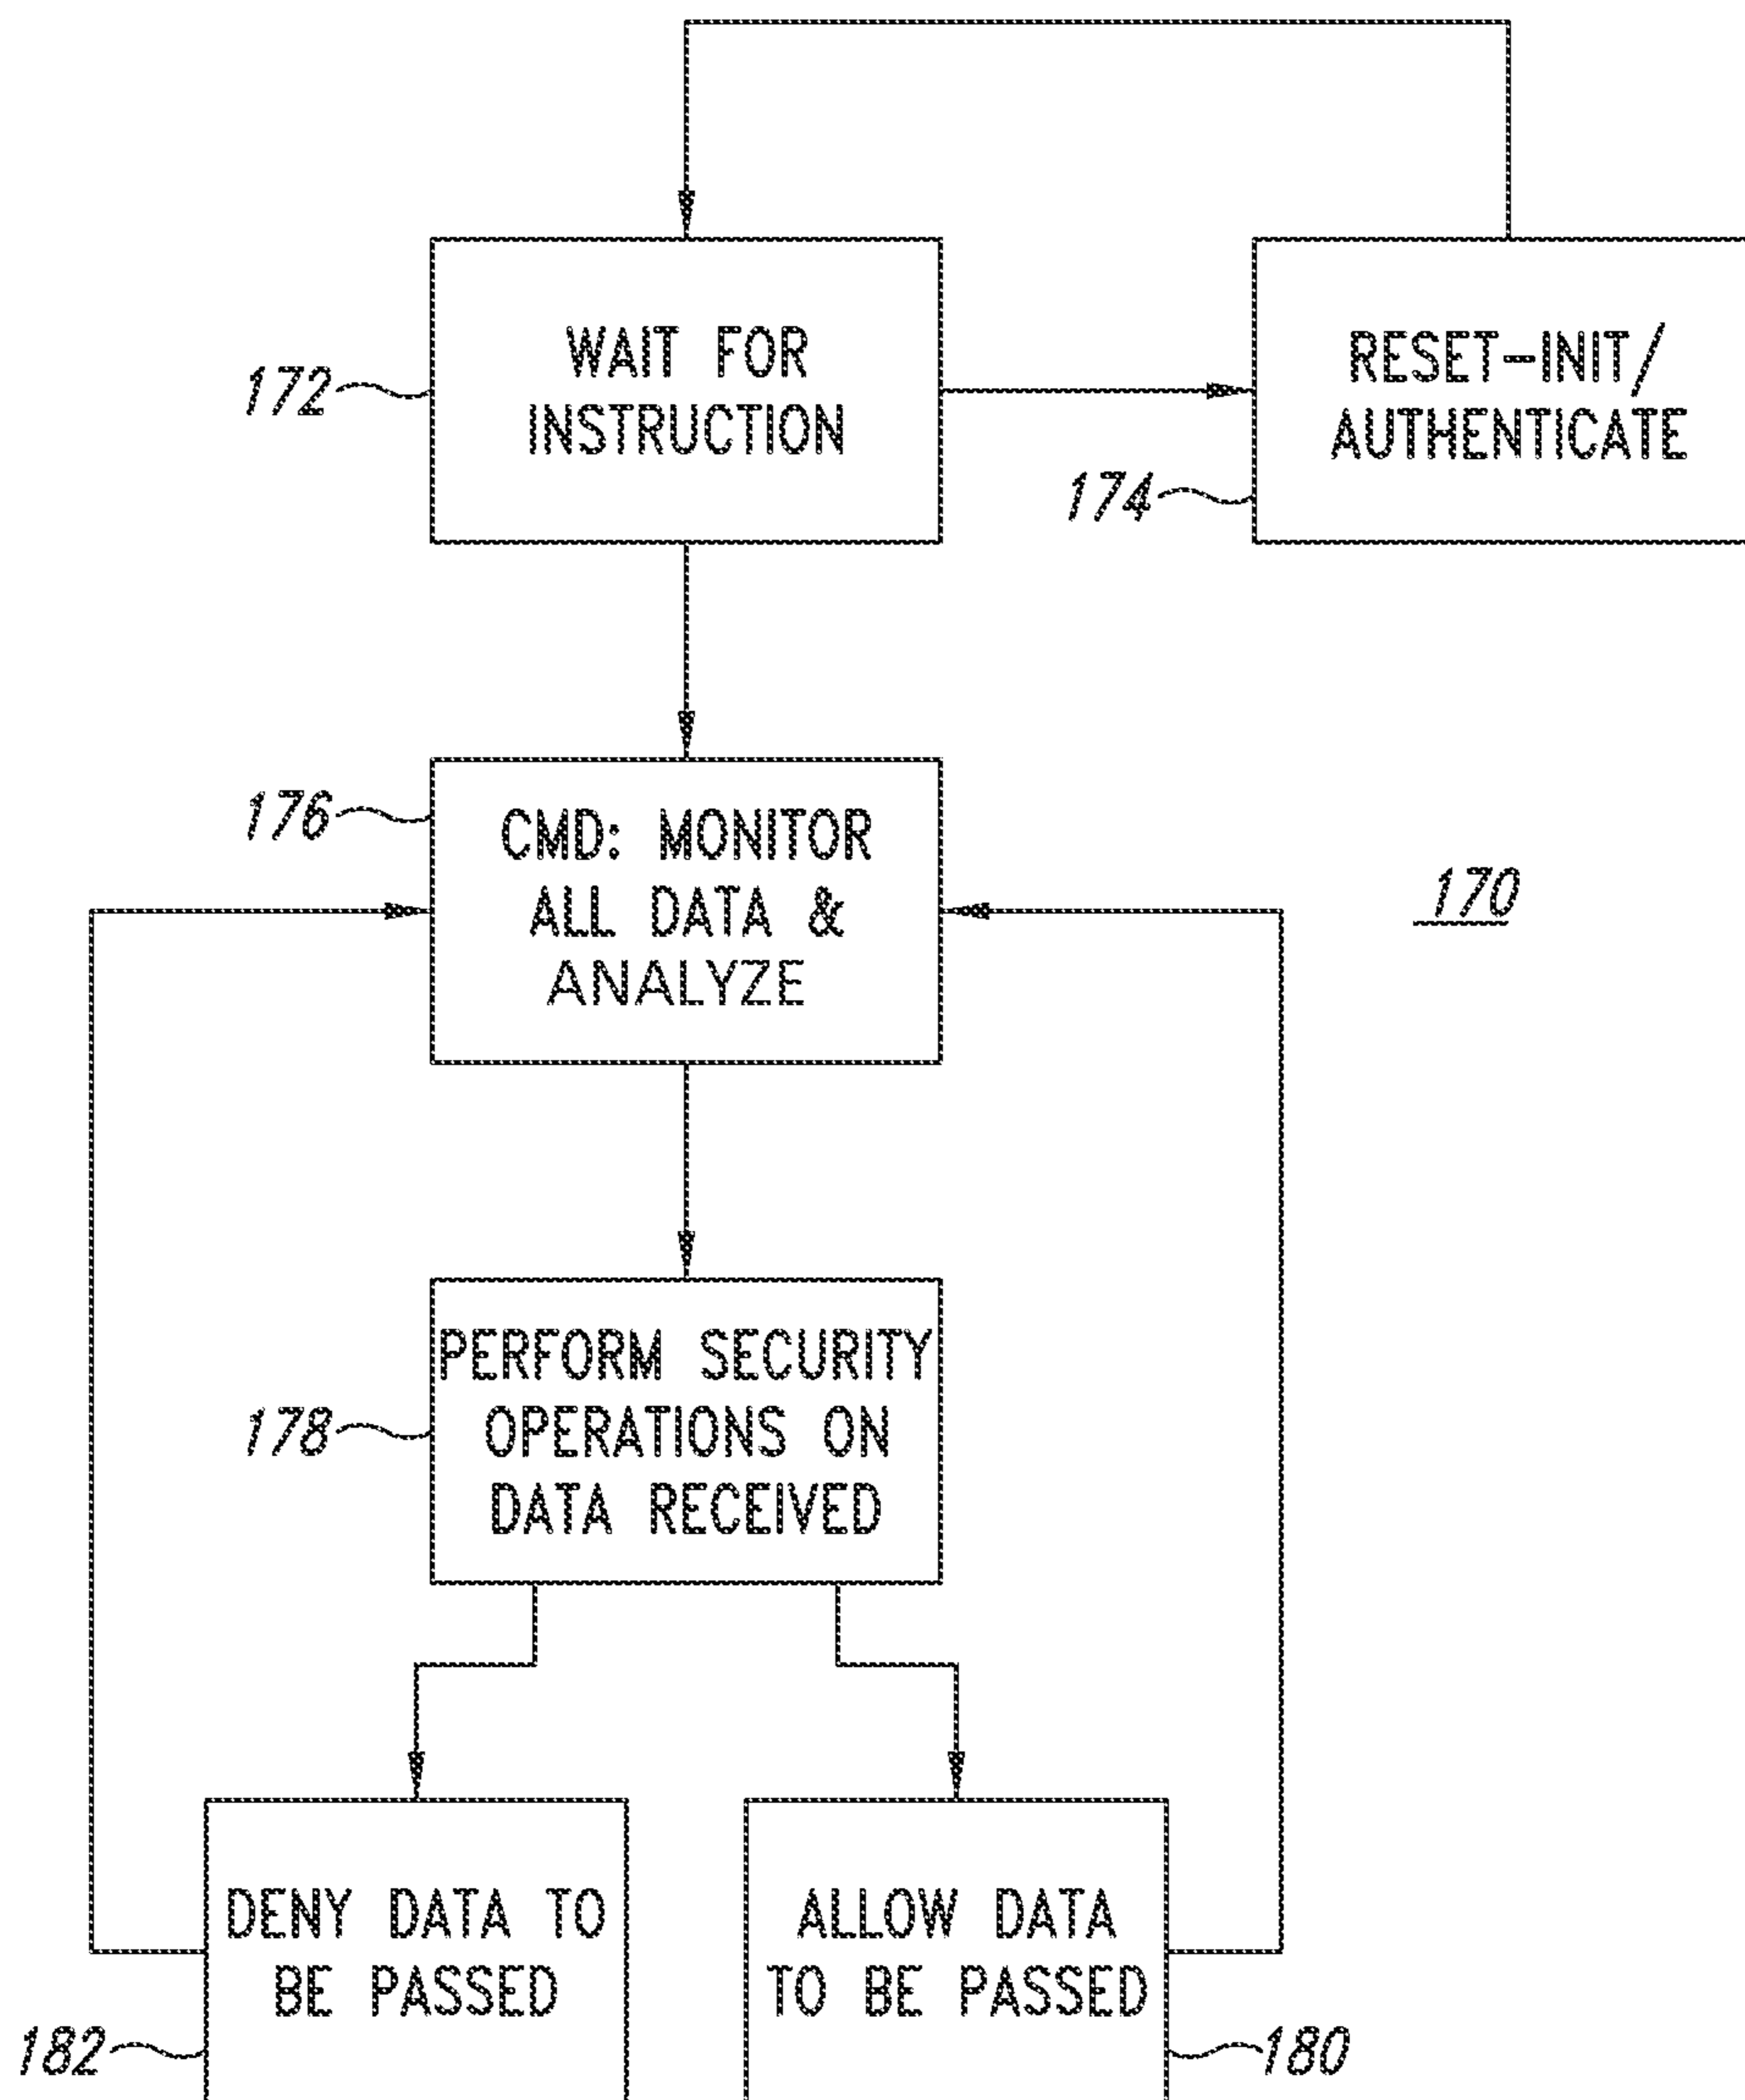 WAIT FOR
INSTRUCTION
172
RESET-INIT/
AUTHENTICATE
174
176
CMD: MONITOR
ALL DATA &
ANALYZE
170
PERFORM SECURITY
OPERATIONS ON
DATA RECEIVED
178
DENY DATA TO
BE PASSED
182
ALLOW DATA
TO BE PASSED
180